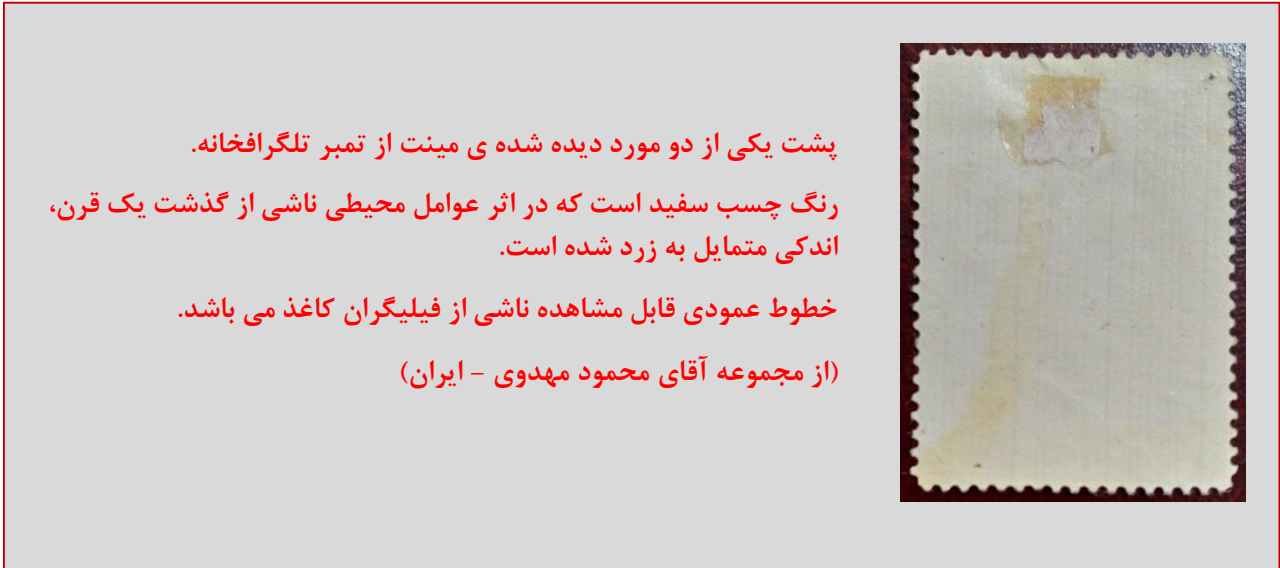 پشت یکی از دو مورد دیده شده ی مینت از تمبر تلگرافخانه.
رنگ چسب سفید است که در اثر عوامل محیطی ناشی از گذشت یک قرن،
اندکی متمایل به زرد شده است.
خطوط عمودی قابل مشاهده ناشی از فیلیگران کاغذ می باشد.
(از مجموعه آقای محمود مهدوی - ایران)